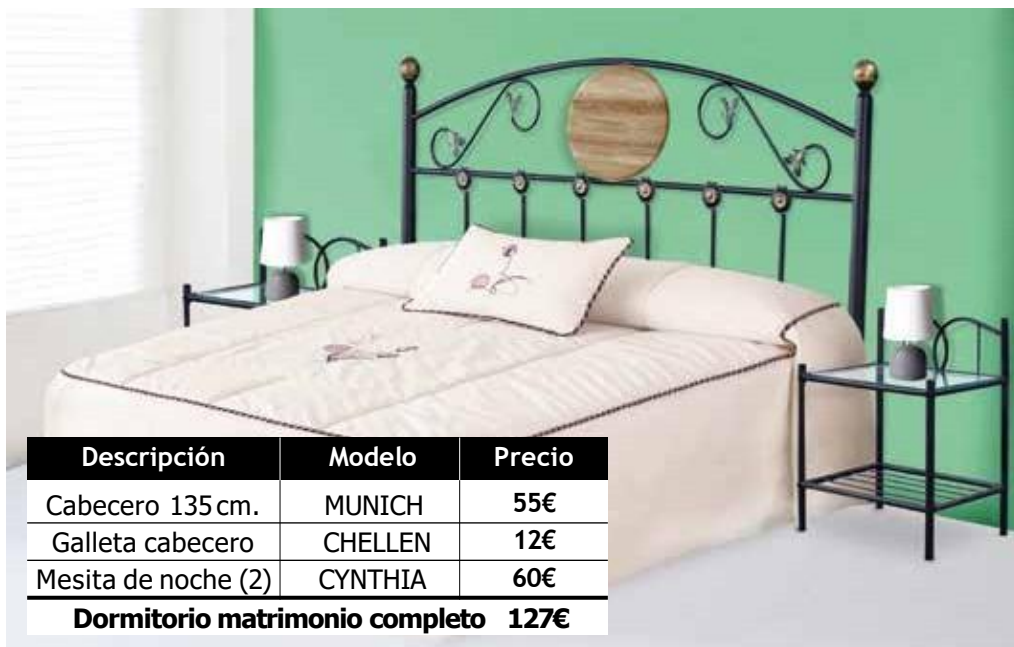 Descripción Modelo Precio
Cabecero 135 cm. MUNICH 55€
Galleta cabecero CHELLEN 12€
Mesita de noche (2) CYNTHIA 60€
Dormitorio matrimonio completo 127€